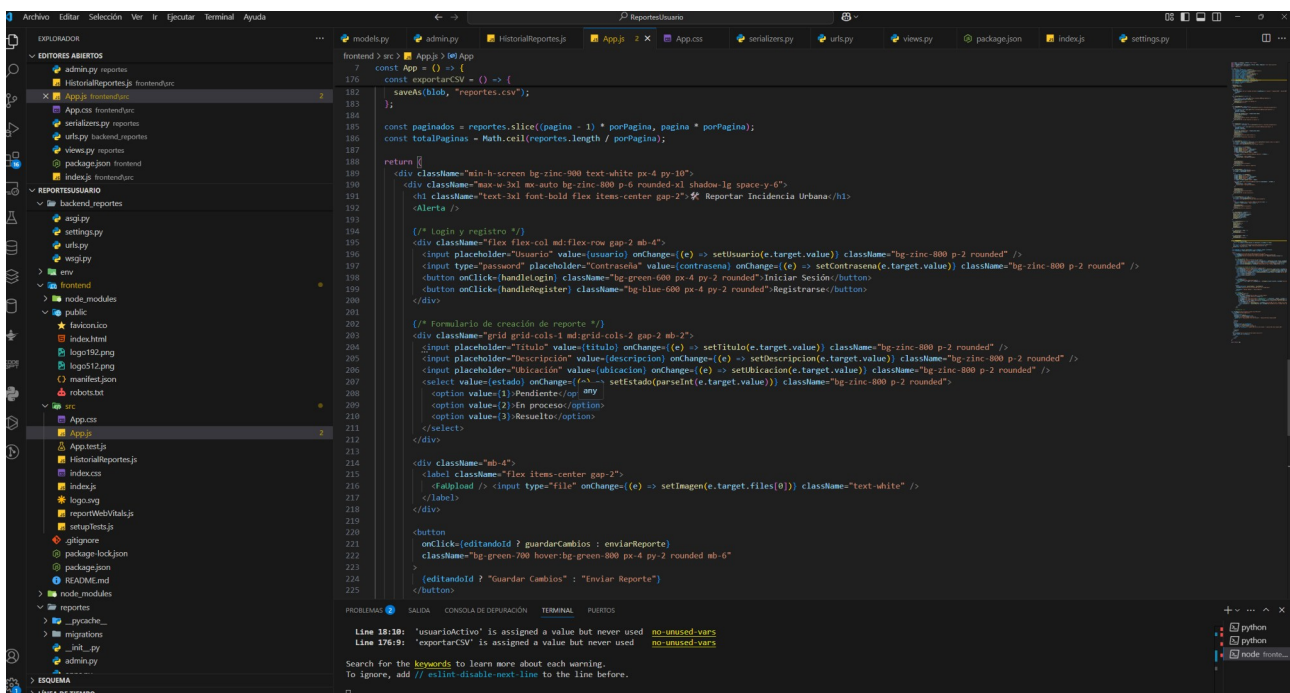 Archivo Editar Selección Ver Ir Ejecutar Terminal Ayuda
ReportesUsuario
EXPLORADOR
EDITORES ABIERTOS
admin.py reportes
HistorialReportes.js frontend\src
App.js frontend\src 2
App.css frontend\src
serializers.py reportes
urls.py backend_reportes
views.py reportes
package.json frontend
index.js frontend\src
REPORTESUSUARIO
backend_reportes
asgi.py
settings.py
urls.py
wsgi.py
env
frontend
node_modules
public
favicon.ico
index.html
logo192.png
logo512.png
manifest.json
robots.txt
src
App.css
App.js 2
App.test.js
HistorialReportes.js
index.css
index.js
logo.svg
reportWebVitals.js
setupTests.js
.gitignore
package-lock.json
package.json
README.md
node_modules
reportes
__pycache__
migrations
__init__.py
admin.py
ESQUEMA
models.py admin.py HistorialReportes.js App.js 2 App.css serializers.py urls.py views.py package.json index.js settings.py
frontend > src > App.js > App
7 const App = () => {
176 const exportarCSV = () => {
182 saveAs(blob, "reportes.csv");
183 };
184
185 const paginados = reportes.slice((pagina - 1) * porPagina, pagina * porPagina);
186 const totalPaginas = Math.ceil(reportes.length / porPagina);
187
188 return (
189 <div className="min-h-screen bg-zinc-900 text-white px-4 py-10">
190 <div className="max-w-3xl mx-auto bg-zinc-800 p-6 rounded-xl shadow-lg space-y-6">
191 <h1 className="text-3xl font-bold flex items-center gap-2">🛠 Reportar Incidencia Urbana</h1>
192 <Alerta />
193
194 {/* Login y registro */}
195 <div className="flex flex-col md:flex-row gap-2 mb-4">
196 <input placeholder="Usuario" value={usuario} onChange={(e) => setUsuario(e.target.value)} className="bg-zinc-800 p-2 rounded" />
197 <input type="password" placeholder="Contraseña" value={contrasena} onChange={(e) => setContrasena(e.target.value)} className="bg-zinc-800 p-2 rounded" />
198 <button onClick={handleLogin} className="bg-green-600 px-4 py-2 rounded">Iniciar Sesión</button>
199 <button onClick={handleRegister} className="bg-blue-600 px-4 py-2 rounded">Registrarse</button>
200 </div>
201
202 {/* Formulario de creación de reporte */}
203 <div className="grid grid-cols-1 md:grid-cols-2 gap-2 mb-2">
204 <input placeholder="Título" value={titulo} onChange={(e) => setTitulo(e.target.value)} className="bg-zinc-800 p-2 rounded" />
205 <input placeholder="Descripción" value={descripcion} onChange={(e) => setDescripcion(e.target.value)} className="bg-zinc-800 p-2 rounded" />
206 <input placeholder="Ubicación" value={ubicacion} onChange={(e) => setUbicacion(e.target.value)} className="bg-zinc-800 p-2 rounded" />
207 <select value={estado} onChange={(e) => setEstado(parseInt(e.target.value))} className="bg-zinc-800 p-2 rounded">
any
208 <option value={1}>Pendiente</op
209 <option value={2}>En proceso</option>
210 <option value={3}>Resuelto</option>
211 </select>
212 </div>
213
214 <div className="mb-4">
215 <label className="flex items-center gap-2">
216 <FaUpload /> <input type="file" onChange={(e) => setImagen(e.target.files[0])} className="text-white" />
217 </label>
218 </div>
219
220 <button
221 onClick={editandoId ? guardarCambios : enviarReporte}
222 className="bg-green-700 hover:bg-green-800 px-4 py-2 rounded mb-6"
223 >
224 {editandoId ? "Guardar Cambios" : "Enviar Reporte"}
225 </button>
PROBLEMAS 2 SALIDA CONSOLA DE DEPURACIÓN TERMINAL PUERTOS
Line 18:10: 'usuarioActivo' is assigned a value but never used no-unused-vars
Line 176:9: 'exportarCSV' is assigned a value but never used no-unused-vars
Search for the keywords to learn more about each warning.
To ignore, add // eslint-disable-next-line to the line before.
python
python
node fronte...